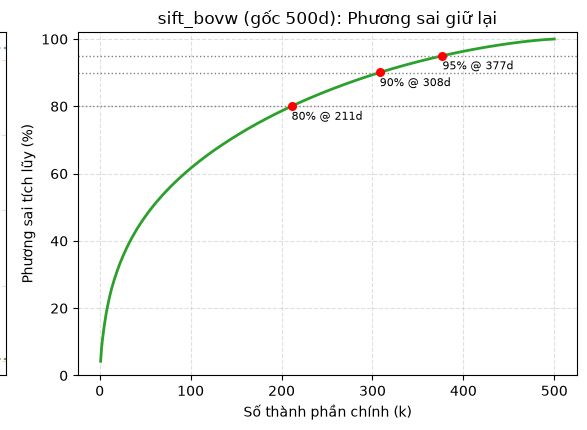 sift_bovw (gốc 500d): Phương sai giữ lại
Phương sai tích lũy (%)
100
80
60
40
20
0
95% @ 377d
90% @ 308d
80% @ 211d
0 100 200 300 400 500
Số thành phần chính (k)